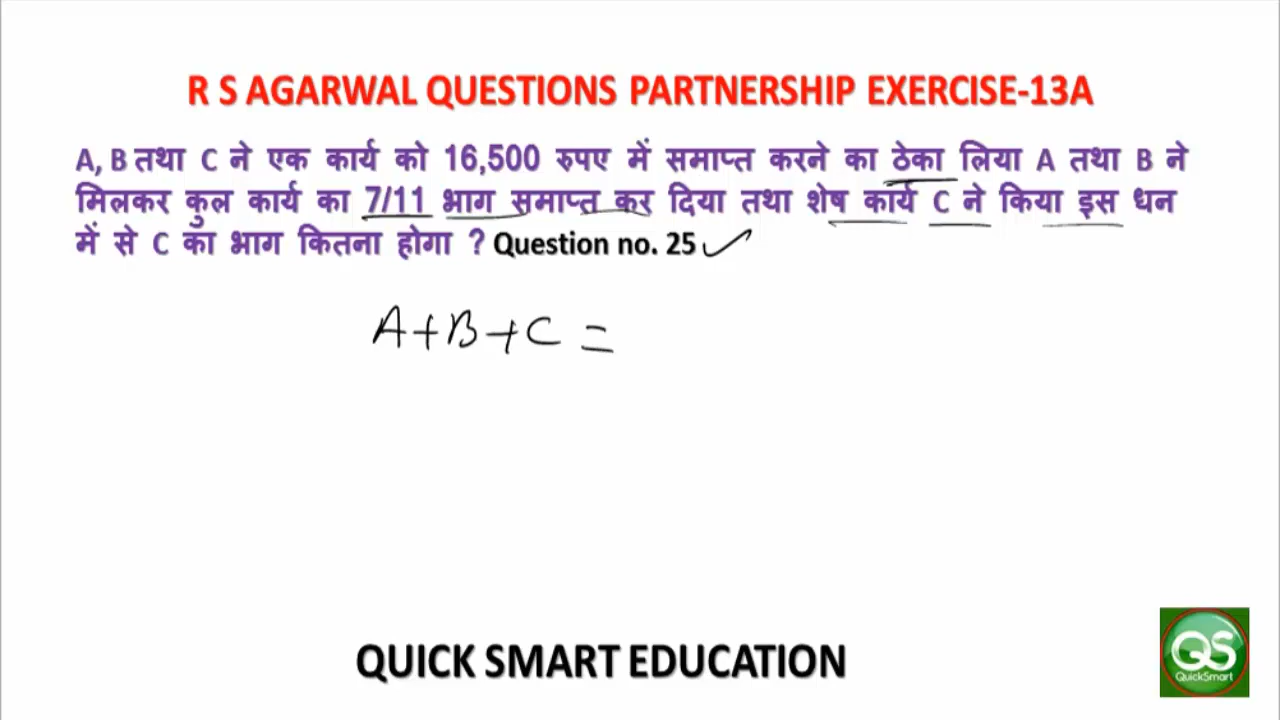 R S AGARWAL QUESTIONS PARTNERSHIP EXERCISE-13A
A, B तथा C ने एक कार्य को 16,500 रुपए में समाप्त करने का ठेका लिया A तथा B ने
मिलकर कुल कार्य का 7/11 भाग समाप्त कर दिया तथा शेष कार्य C ने किया इस धन
में से C का भाग कितना होगा ? Question no. 25
A+B+C =
QUICK SMART EDUCATION
QS
QuickSmart